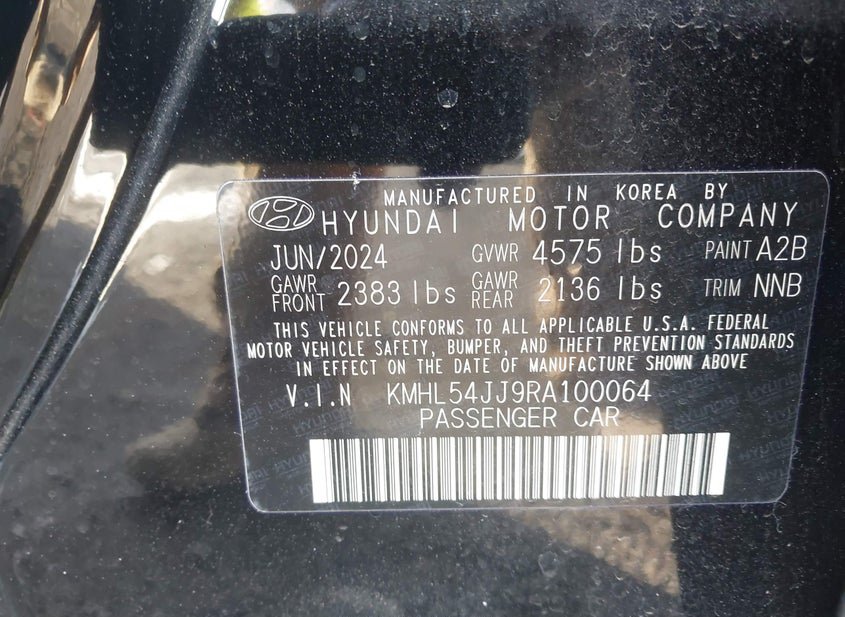 MANUFACTURED IN KOREA BY
HYUNDAI MOTOR COMPANY
JUN/2024 GVWR 4575 lbs PAINT A2B
GAWR FRONT 2383 lbs GAWR REAR 2136 lbs TRIM NNB
THIS VEHICLE CONFORMS TO ALL APPLICABLE U.S.A. FEDERAL
MOTOR VEHICLE SAFETY, BUMPER, AND THEFT PREVENTION STANDARDS
IN EFFECT ON THE DATE OF MANUFACTURE SHOWN ABOVE
V.I.N KMHL54JJ9RA100064
PASSENGER CAR